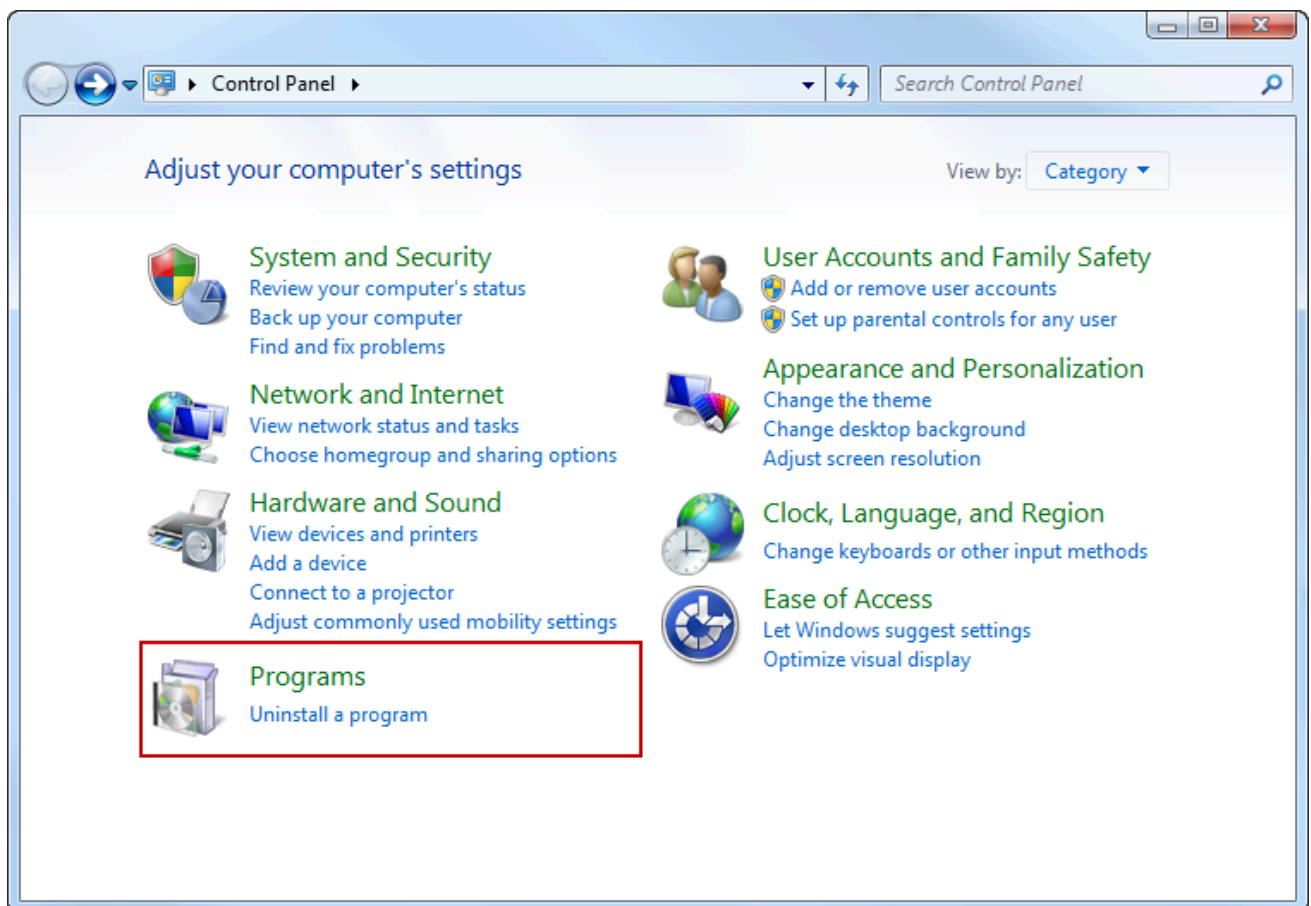 Control Panel
Search Control Panel
Adjust your computer's settings
View by: Category
System and Security
Review your computer's status
Back up your computer
Find and fix problems
Network and Internet
View network status and tasks
Choose homegroup and sharing options
Hardware and Sound
View devices and printers
Add a device
Connect to a projector
Adjust commonly used mobility settings
Programs
Uninstall a program
User Accounts and Family Safety
Add or remove user accounts
Set up parental controls for any user
Appearance and Personalization
Change the theme
Change desktop background
Adjust screen resolution
Clock, Language, and Region
Change keyboards or other input methods
Ease of Access
Let Windows suggest settings
Optimize visual display